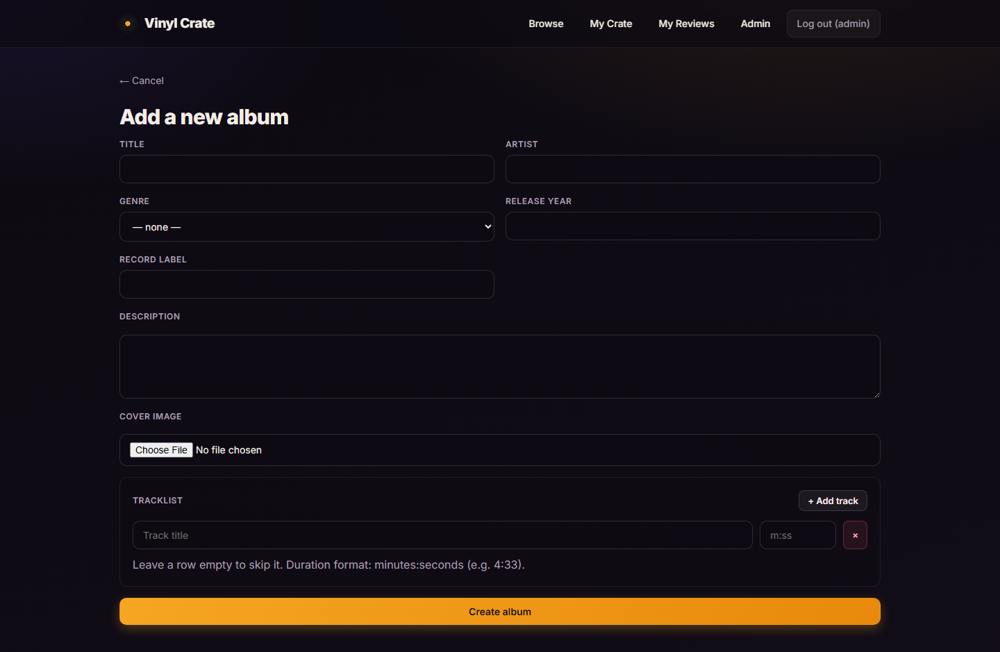 Vinyl Crate
Browse
My Crate
My Reviews
Admin
Log out (admin)
← Cancel
Add a new album
TITLE
ARTIST
GENRE
RELEASE YEAR
— none —
RECORD LABEL
DESCRIPTION
COVER IMAGE
Choose File No file chosen
TRACKLIST
+ Add track
Track title
m:ss
×
Leave a row empty to skip it. Duration format: minutes:seconds (e.g. 4:33).
Create album